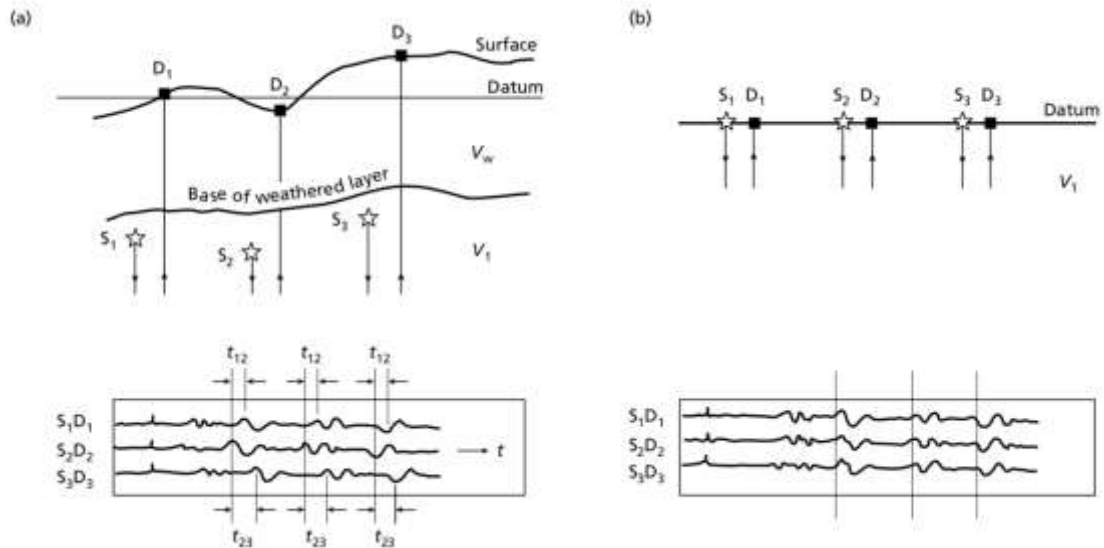 (a)
D₃
Surface
D₁
D₂
Datum
V_w
Base of weathered layer
S₁
S₂
S₃
V₁
t₁₂ t₁₂ t₁₂
S₁D₁
S₂D₂
t
S₃D₃
t₂₃ t₂₃ t₂₃
(b)
S₁ D₁ S₂ D₂ S₃ D₃ Datum
V₁
S₁D₁
S₂D₂
S₃D₃